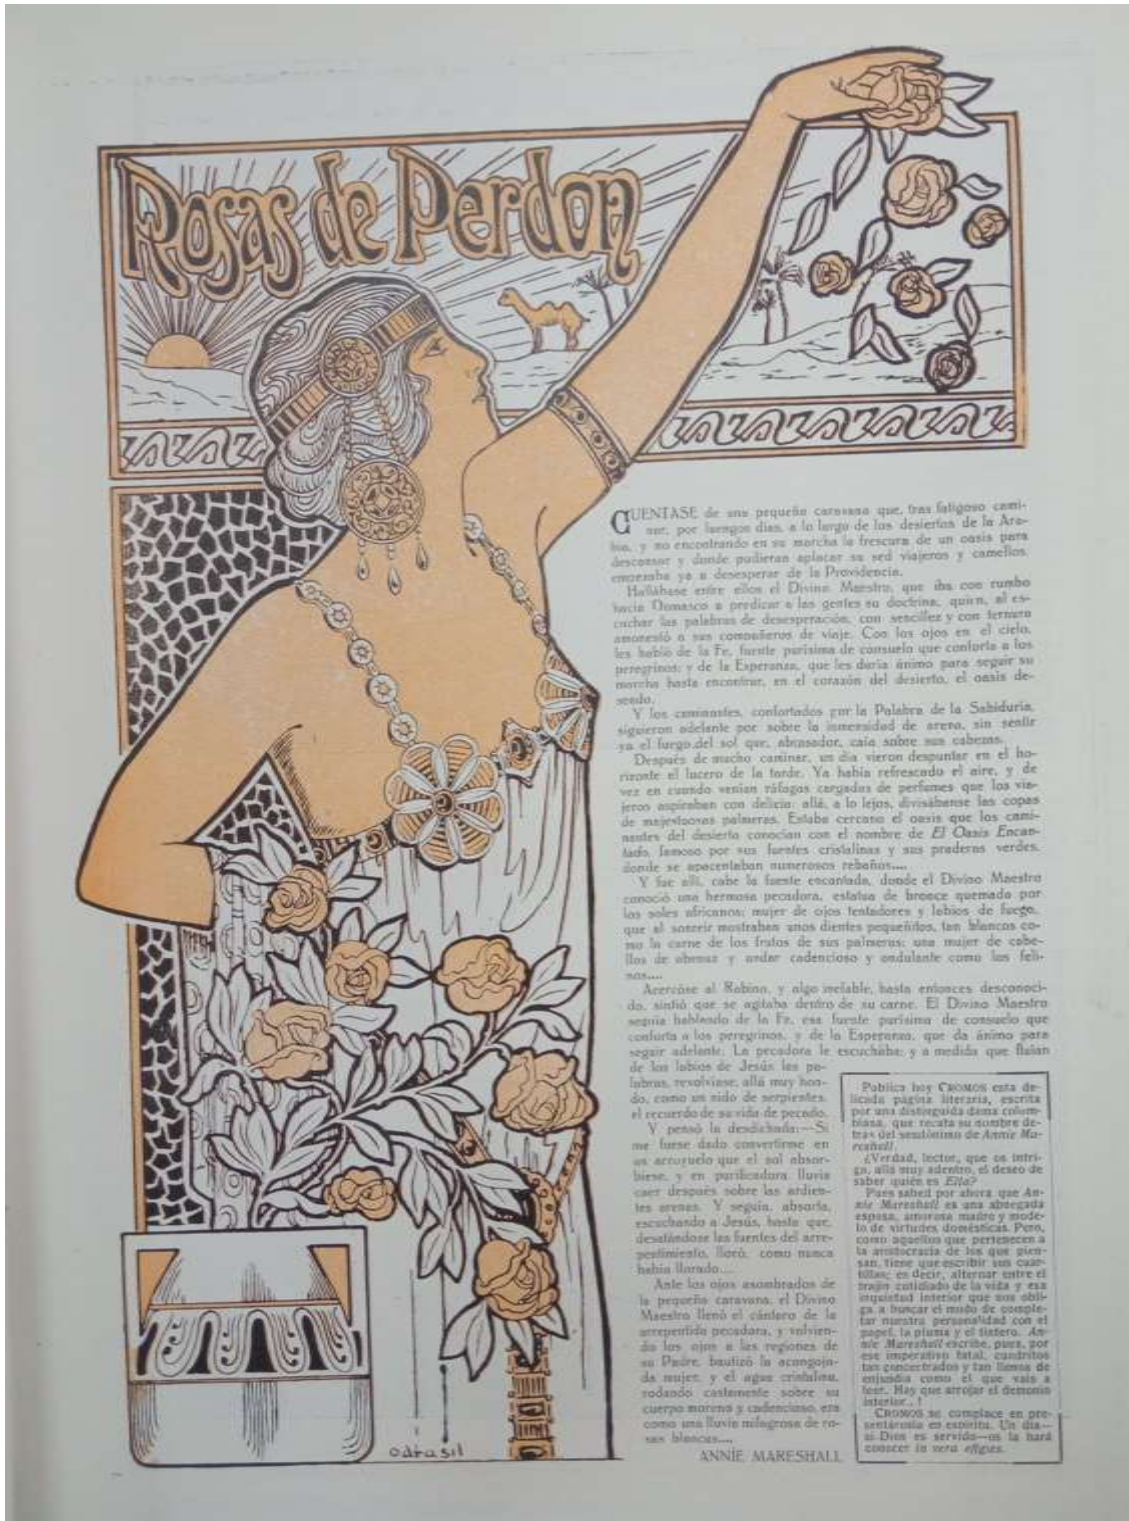 Rosas de Perdon
CUENTASE de una pequeña caravana que, tras fatigoso cami-
nar, por luengos días, a lo largo de los desiertos de la Ara-
bia, y no encontrando en su marcha la frescura de un oasis para
descansar y donde pudieran aplacar su sed viajeros y camellos,
empezaba ya a desesperar de la Providencia.
Hallábase entre ellos el Divino Maestro, que iba con rumbo
hacia Damasco a predicar a las gentes su doctrina, quien, al es-
cuchar las palabras de desesperación, con sencillez y con ternura
amonestó a sus compañeros de viaje. Con los ojos en el cielo,
les habló de la Fe, fuente purísima de consuelo que conforta a los
peregrinos; y de la Esperanza, que les daría ánimo para seguir su
marcha hasta encontrar, en el corazón del desierto, el oasis de-
seado.
Y los caminantes, confortados por la Palabra de la Sabiduría,
siguieron adelante por sobre la inmensidad de arena, sin sentir
ya el fuego del sol que, abrasador, caía sobre sus cabezas.
Después de mucho caminar, un día vieron despuntar en el ho-
rizonte el lucero de la tarde. Ya había refrescado el aire, y de
vez en cuando venían ráfagas cargadas de perfumes que los via-
jeros aspiraban con delicia; allá, a lo lejos, divisábanse las copas
de majestuosas palmeras. Estaba cercano el oasis que los cami-
nantes del desierto conocían con el nombre de El Oasis Encan-
tado, famoso por sus fuentes cristalinas y sus praderas verdes,
donde se apacentaban numerosos rebaños....
Y fue allí, cabe la fuente encantada, donde el Divino Maestro
conoció una hermosa pecadora, estatua de bronce quemado por
los soles africanos; mujer de ojos tentadores y labios de fuego,
que al sonreír mostraban unos dientes pequeñitos, tan blancos co-
mo la carne de los frutos de sus palmeras; una mujer de cabe-
llos de abenuz y andar cadencioso y ondulante como los feli-
nos....
Acercóse al Rabino, y algo inefable, hasta entonces desconoci-
do, sintió que se agitaba dentro de su carne. El Divino Maestro
seguía hablando de la Fe, esa fuente purísima de consuelo que
conforta a los peregrinos, y de la Esperanza, que da ánimo para
seguir adelante. La pecadora le escuchaba; y a medida que fluían
de los labios de Jesús las pa-
labras, revolvíase, allá muy hon-
do, como un nido de serpientes,
el recuerdo de su vida de pecado.
Y pensó la desdichada:—Si
me fuese dado convertirme en
un arroyuelo que el sol absor-
biese, y en purificadora lluvia
caer después sobre las ardien-
tes arenas. Y seguía, absorta,
escuchando a Jesús, hasta que,
desatándose las fuentes del arre-
pentimiento, lloró, como nunca
había llorado....
Ante los ojos asombrados de
la pequeña caravana, el Divino
Maestro llenó el cántaro de la
arrepentida pecadora, y volvien-
do los ojos a las regiones de
su Padre, bautizó la acongoja-
da mujer, y el agua cristalina,
rodando castamente sobre su
cuerpo moreno y cadencioso, era
como una lluvia milagrosa de ro-
sas blancas....
ANNIE MARESHALL
Publica hoy CROMOS esta de-
licada página literaria, escrita
por una distinguida dama colom-
biana, que recata su nombre de-
trás del seudónimo de Annie Ma-
reshall.
¿Verdad, lector, que os intri-
ga, allá muy adentro, el deseo de
saber quién es Ella?
Pues sabed por ahora que An-
nie Mareshall es una abnegada
esposa, amorosa madre y mode-
lo de virtudes domésticas. Pero,
como aquellos que pertenecen a
la aristocracia de los que pien-
san, tiene que escribir sus cuar-
tillas; es decir, alternar entre el
trajín cotidiano de la vida y esa
inquietud interior que nos obli-
ga a buscar el modo de comple-
tar nuestra personalidad con el
papel, la pluma y el tintero. An-
nie Mareshall escribe, pues, por
ese imperativo fatal, cuadritos
tan concentrados y tan llenos de
enjundia como el que vais a
leer. Hay que arrojar el demonio
interior..!
CROMOS se complace en pre-
sentárosla en espíritu. Un día—
si Dios es servido—os la hará
conocer in vera efigies.
odrasil